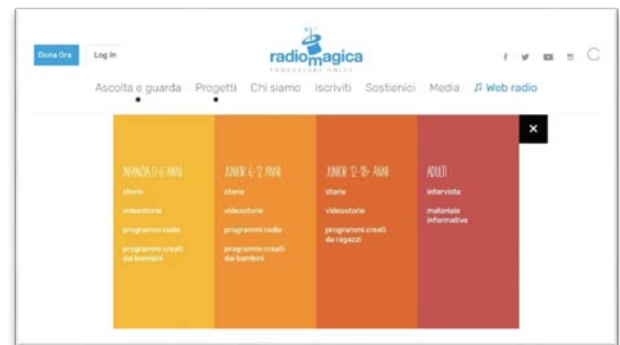 Dona Ora
Log In
radiomagica
FONDAZIONE ONLUS
Ascolta e guarda Progetti Chi siamo Iscriviti Sostienici Media Web radio
INFANZIA 0-6 ANNI
storie
videostorie
programmi radio
programmi creati
dai bambini
JUNIOR 6-12 ANNI
storie
videostorie
programmi radio
programmi creati
dai bambini
JUNIOR 12-18+ ANNI
storie
videostorie
programmi creati
da ragazzi
ADULTI
interviste
materiale
informativo